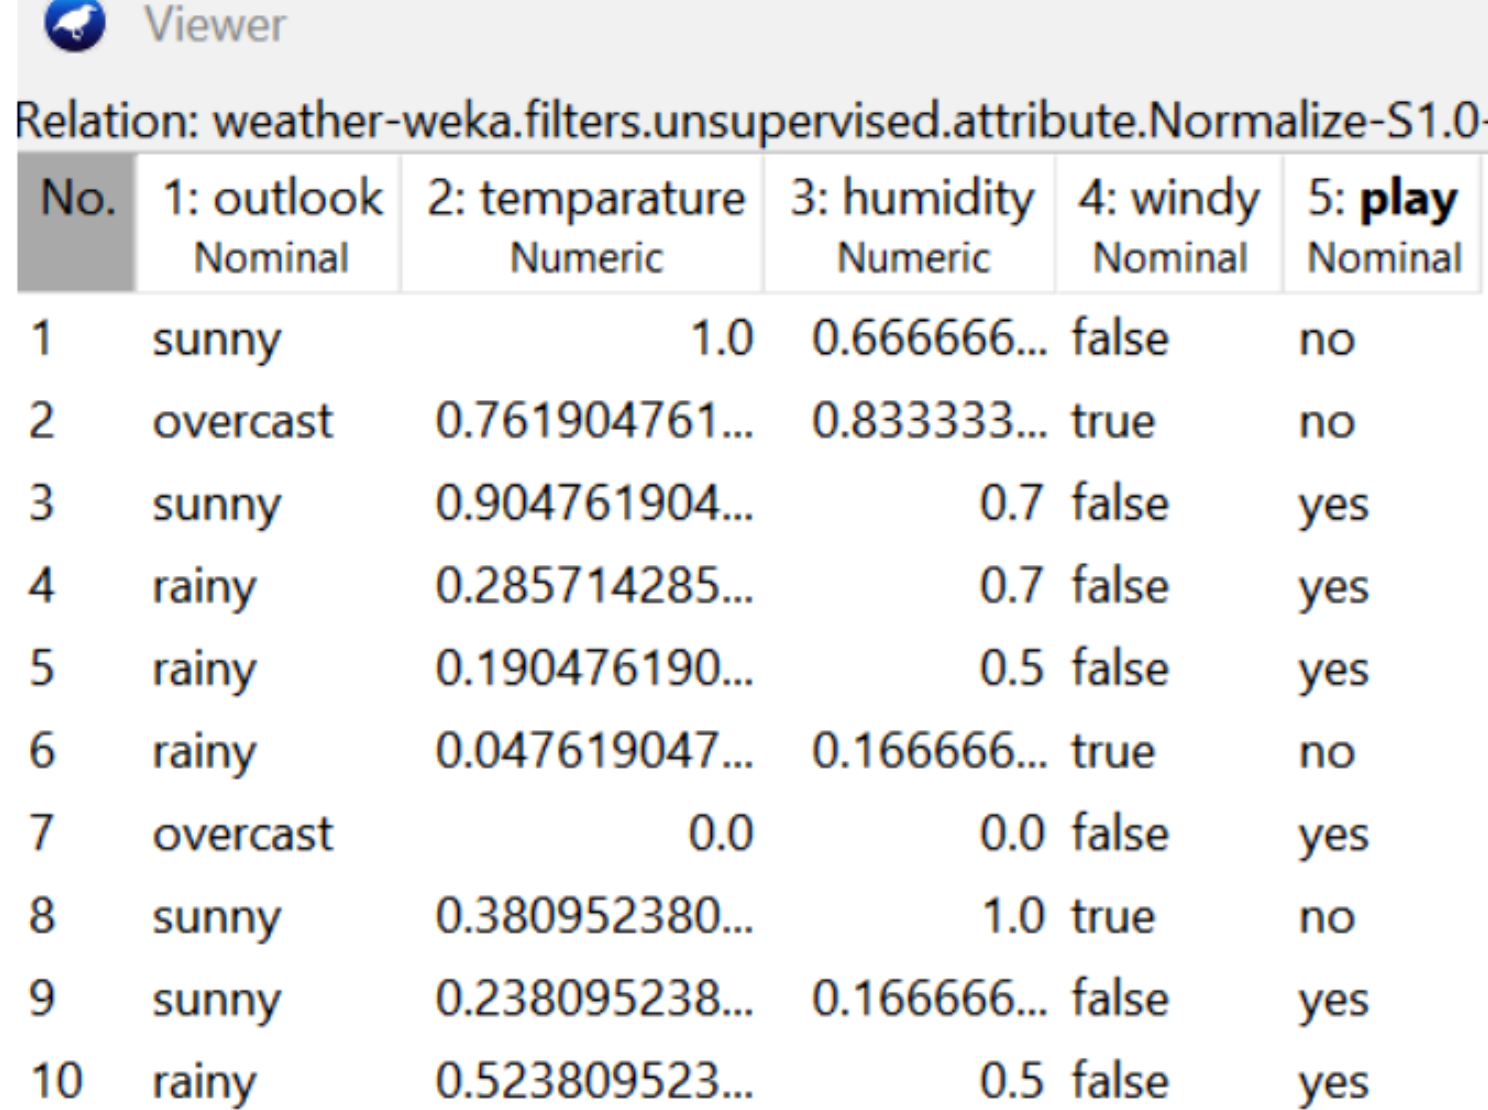 Viewer
Relation: weather-weka.filters.unsupervised.attribute.Normalize-S1.0-
No. 1: outlook 2: temparature 3: humidity 4: windy 5: play
Nominal Numeric Numeric Nominal Nominal
1 sunny 1.0 0.666666... false no
2 overcast 0.761904761... 0.833333... true no
3 sunny 0.904761904... 0.7 false yes
4 rainy 0.285714285... 0.7 false yes
5 rainy 0.190476190... 0.5 false yes
6 rainy 0.047619047... 0.166666... true no
7 overcast 0.0 0.0 false yes
8 sunny 0.380952380... 1.0 true no
9 sunny 0.238095238... 0.166666... false yes
10 rainy 0.523809523... 0.5 false yes